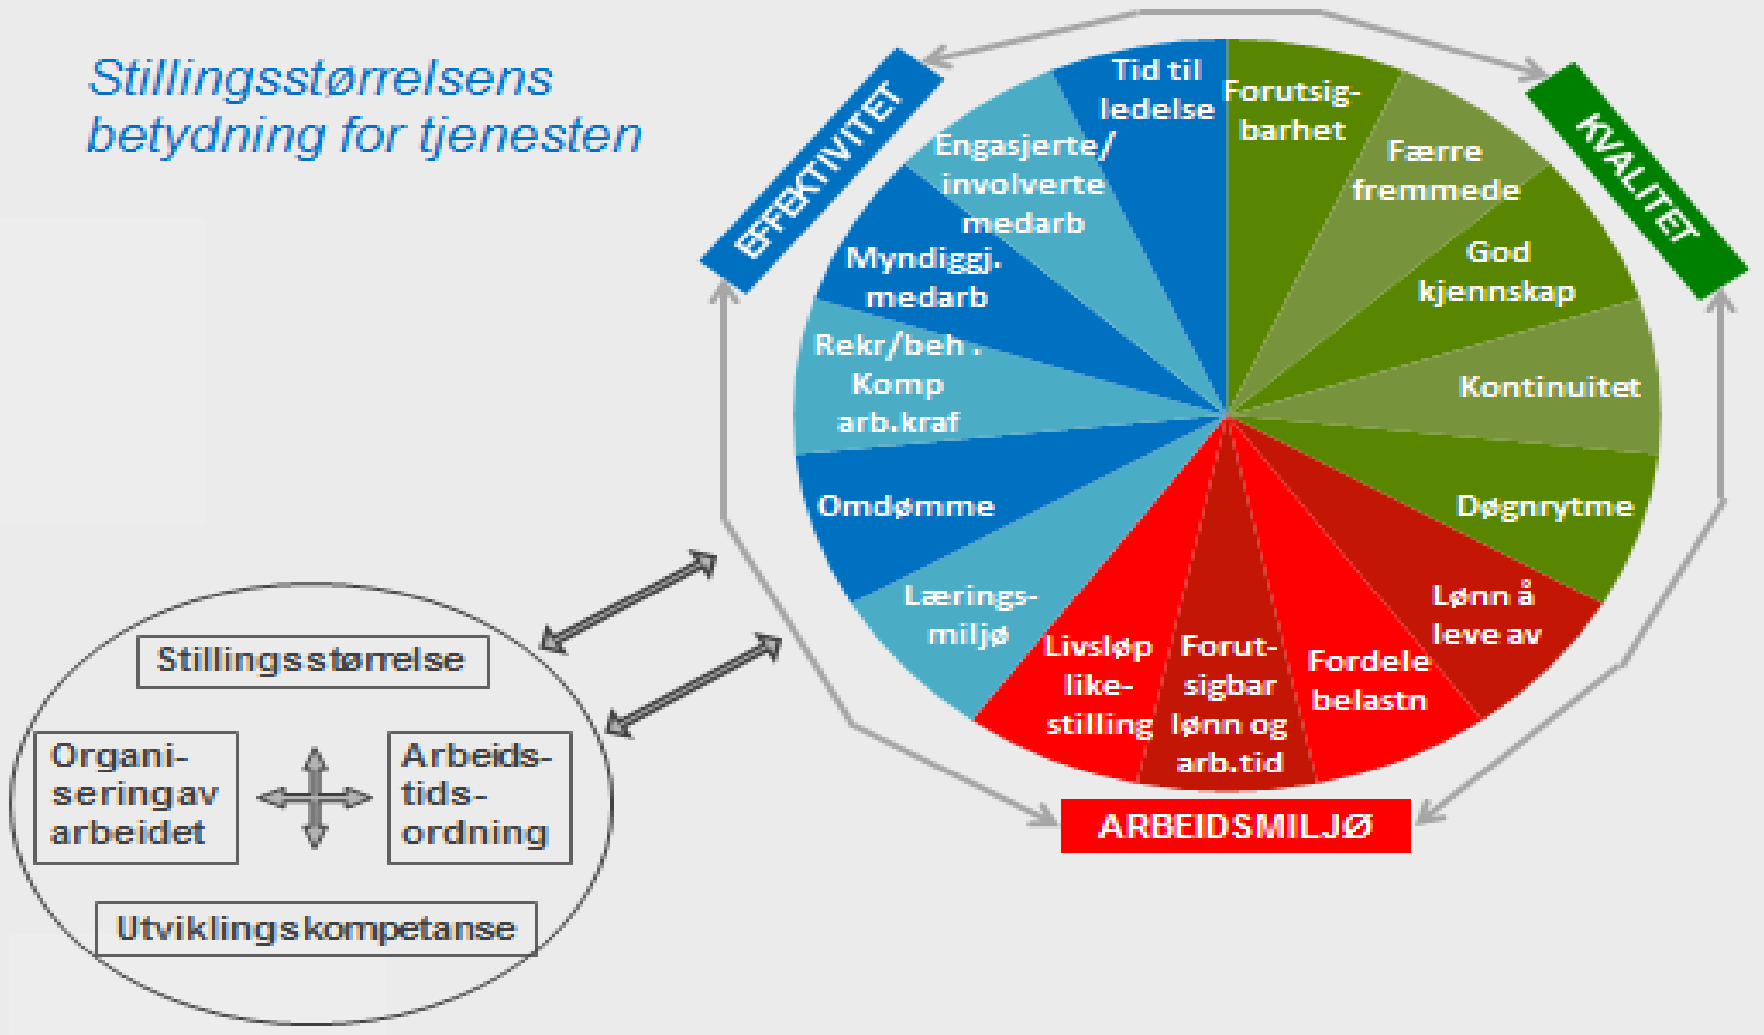 Stillingsstørrelsens
betydning for tjenesten
EFFEKTIVITET
KVALITET
Tid til
ledelse
Forutsig-
barhet
Engasjerte/
involverte
medarb
Færre
fremmede
Myndiggj.
medarb
God
kjennskap
Rekr/beh .
Komp
arb.kraf
Kontinuitet
Omdømme
Døgnrytme
Lærings-
miljø
Livsløp
like-
stilling
Forut-
sigbar
lønn og
arb.tid
Fordele
belastn
Lønn å
leve av
ARBEIDSMILJØ
Stillingsstørrelse
Organi-
sering av
arbeidet
Arbeids-
tids-
ordning
Utviklingskompetanse